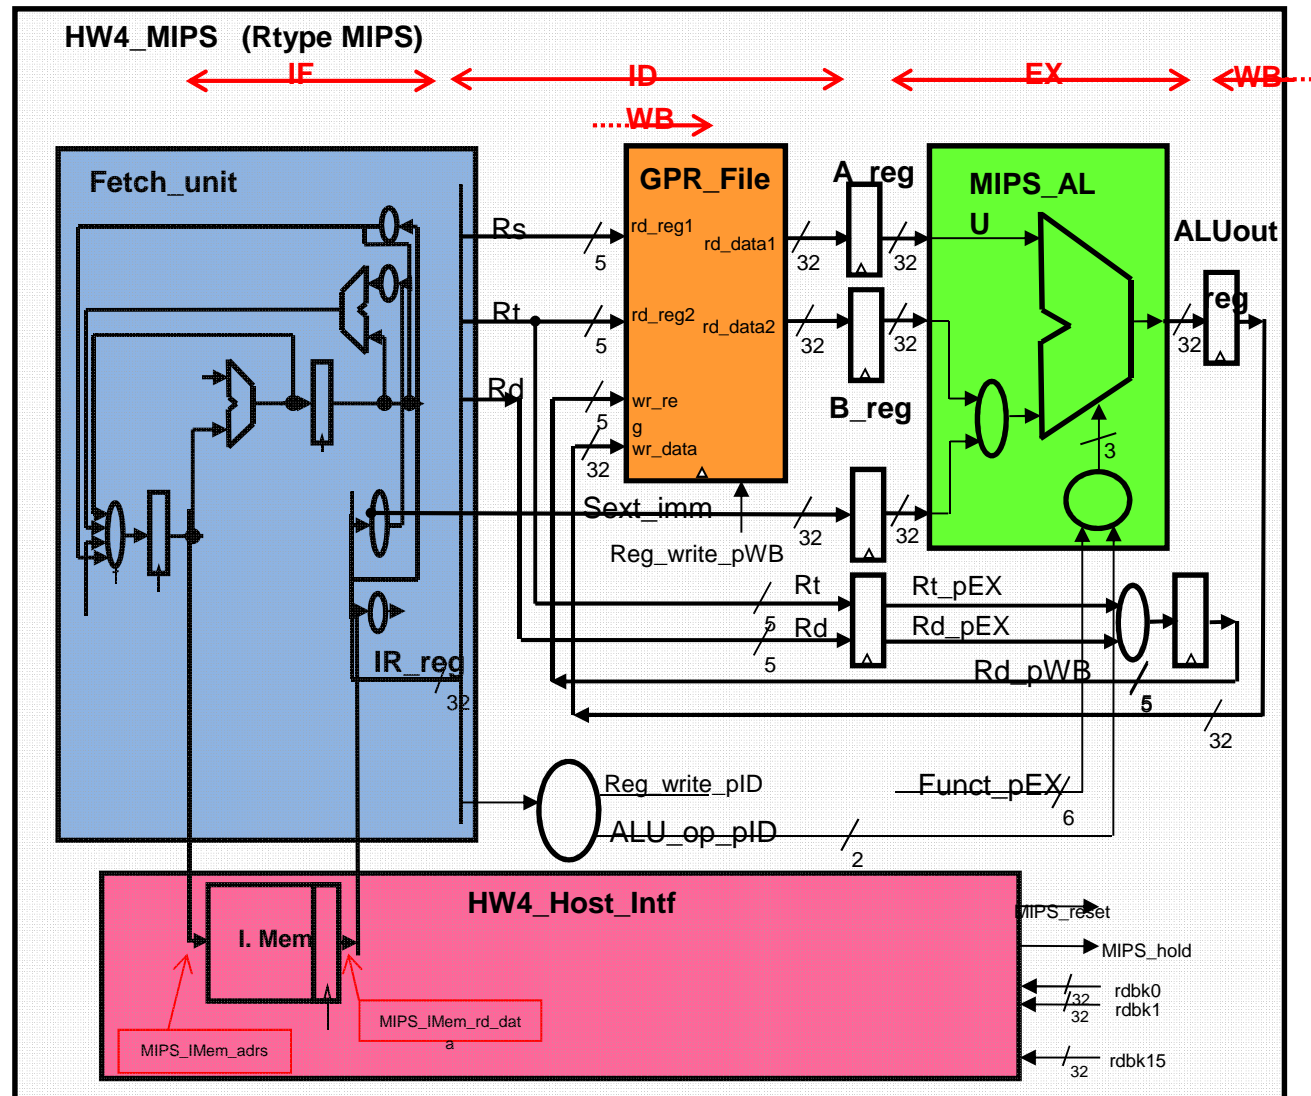 HW4_MIPS (Rtype MIPS)
IF
ID
EX
WB
WB
Fetch_unit
GPR_File
A_reg
MIPS_AL
U
ALUout
reg
Rs
5
rd_reg1
rd_data1
32
32
Rt
5
rd_reg2
rd_data2
32
32
32
B_reg
Rd
5
wr_re
g
32
wr_data
3
Sext_imm
32
32
Reg_write_pWB
Rt
5
Rt_pEX
Rd
5
Rd_pEX
IR_reg
32
Rd_pWB
5
32
Reg_write_pID
ALU_op_pID
2
Funct_pEX
6
HW4_Host_Intf
I. Mem
MIPS_reset
MIPS_hold
32
rdbk0
32
rdbk1
32
rdbk15
MIPS_IMem_adrs
MIPS_IMem_rd_dat
a